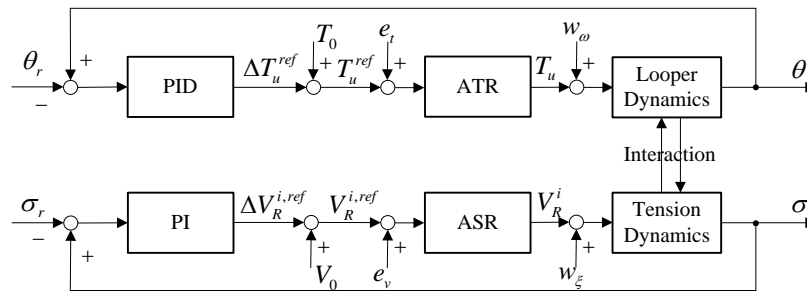 θ_r
−
+
PID
ΔT_u^{ref}
T_0
+
T_u^{ref}
e_t
+
ATR
T_u
w_ω
+
Looper
Dynamics
θ
Interaction
σ_r
−
+
PI
ΔV_R^{i,ref}
V_0
+
V_R^{i,ref}
e_v
+
ASR
V_R^i
w_ξ
+
Tension
Dynamics
σ